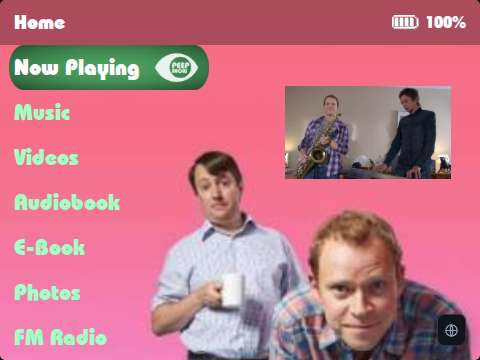 Home
100%
Now Playing
PEEP
SHOW
Music
Videos
Audiobook
E-Book
Photos
FM Radio